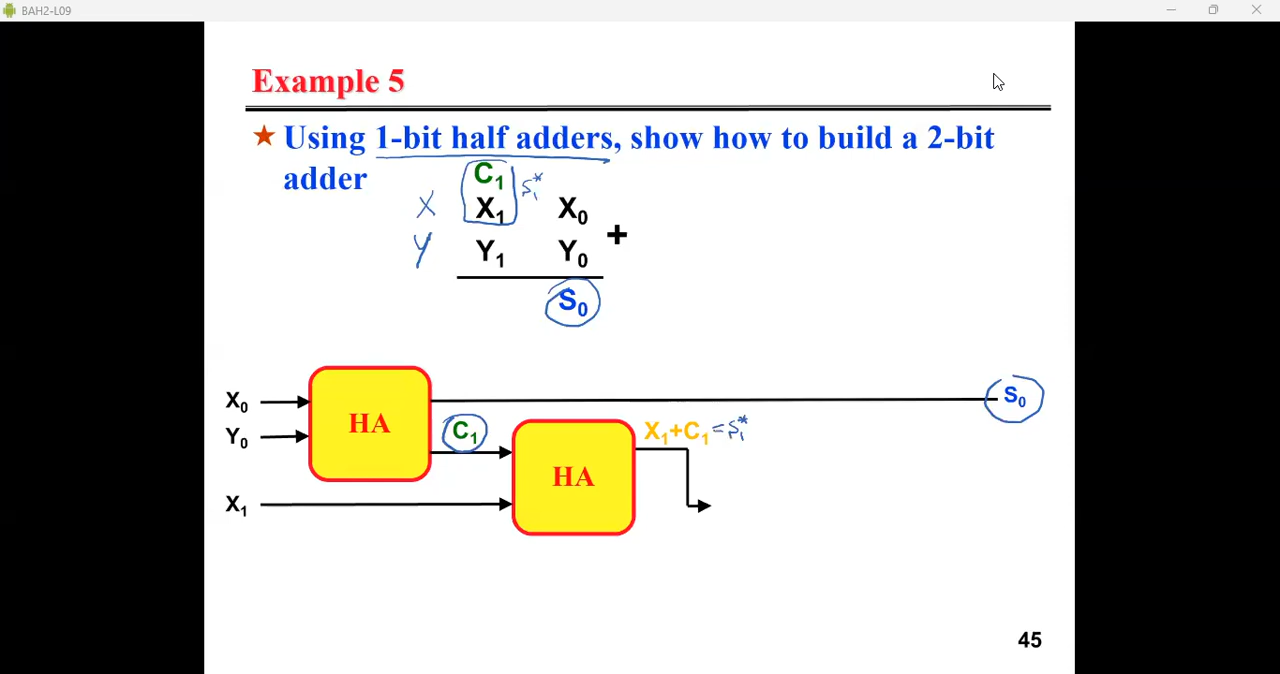 BAH2-L09
Example 5
★ Using 1-bit half adders, show how to build a 2-bit
adder
C₁ S₁*
X X₁ X₀
+
Y Y₁ Y₀
S₀
X₀ HA S₀
Y₀ C₁ X₁+C₁ = S₁*
HA
X₁
45